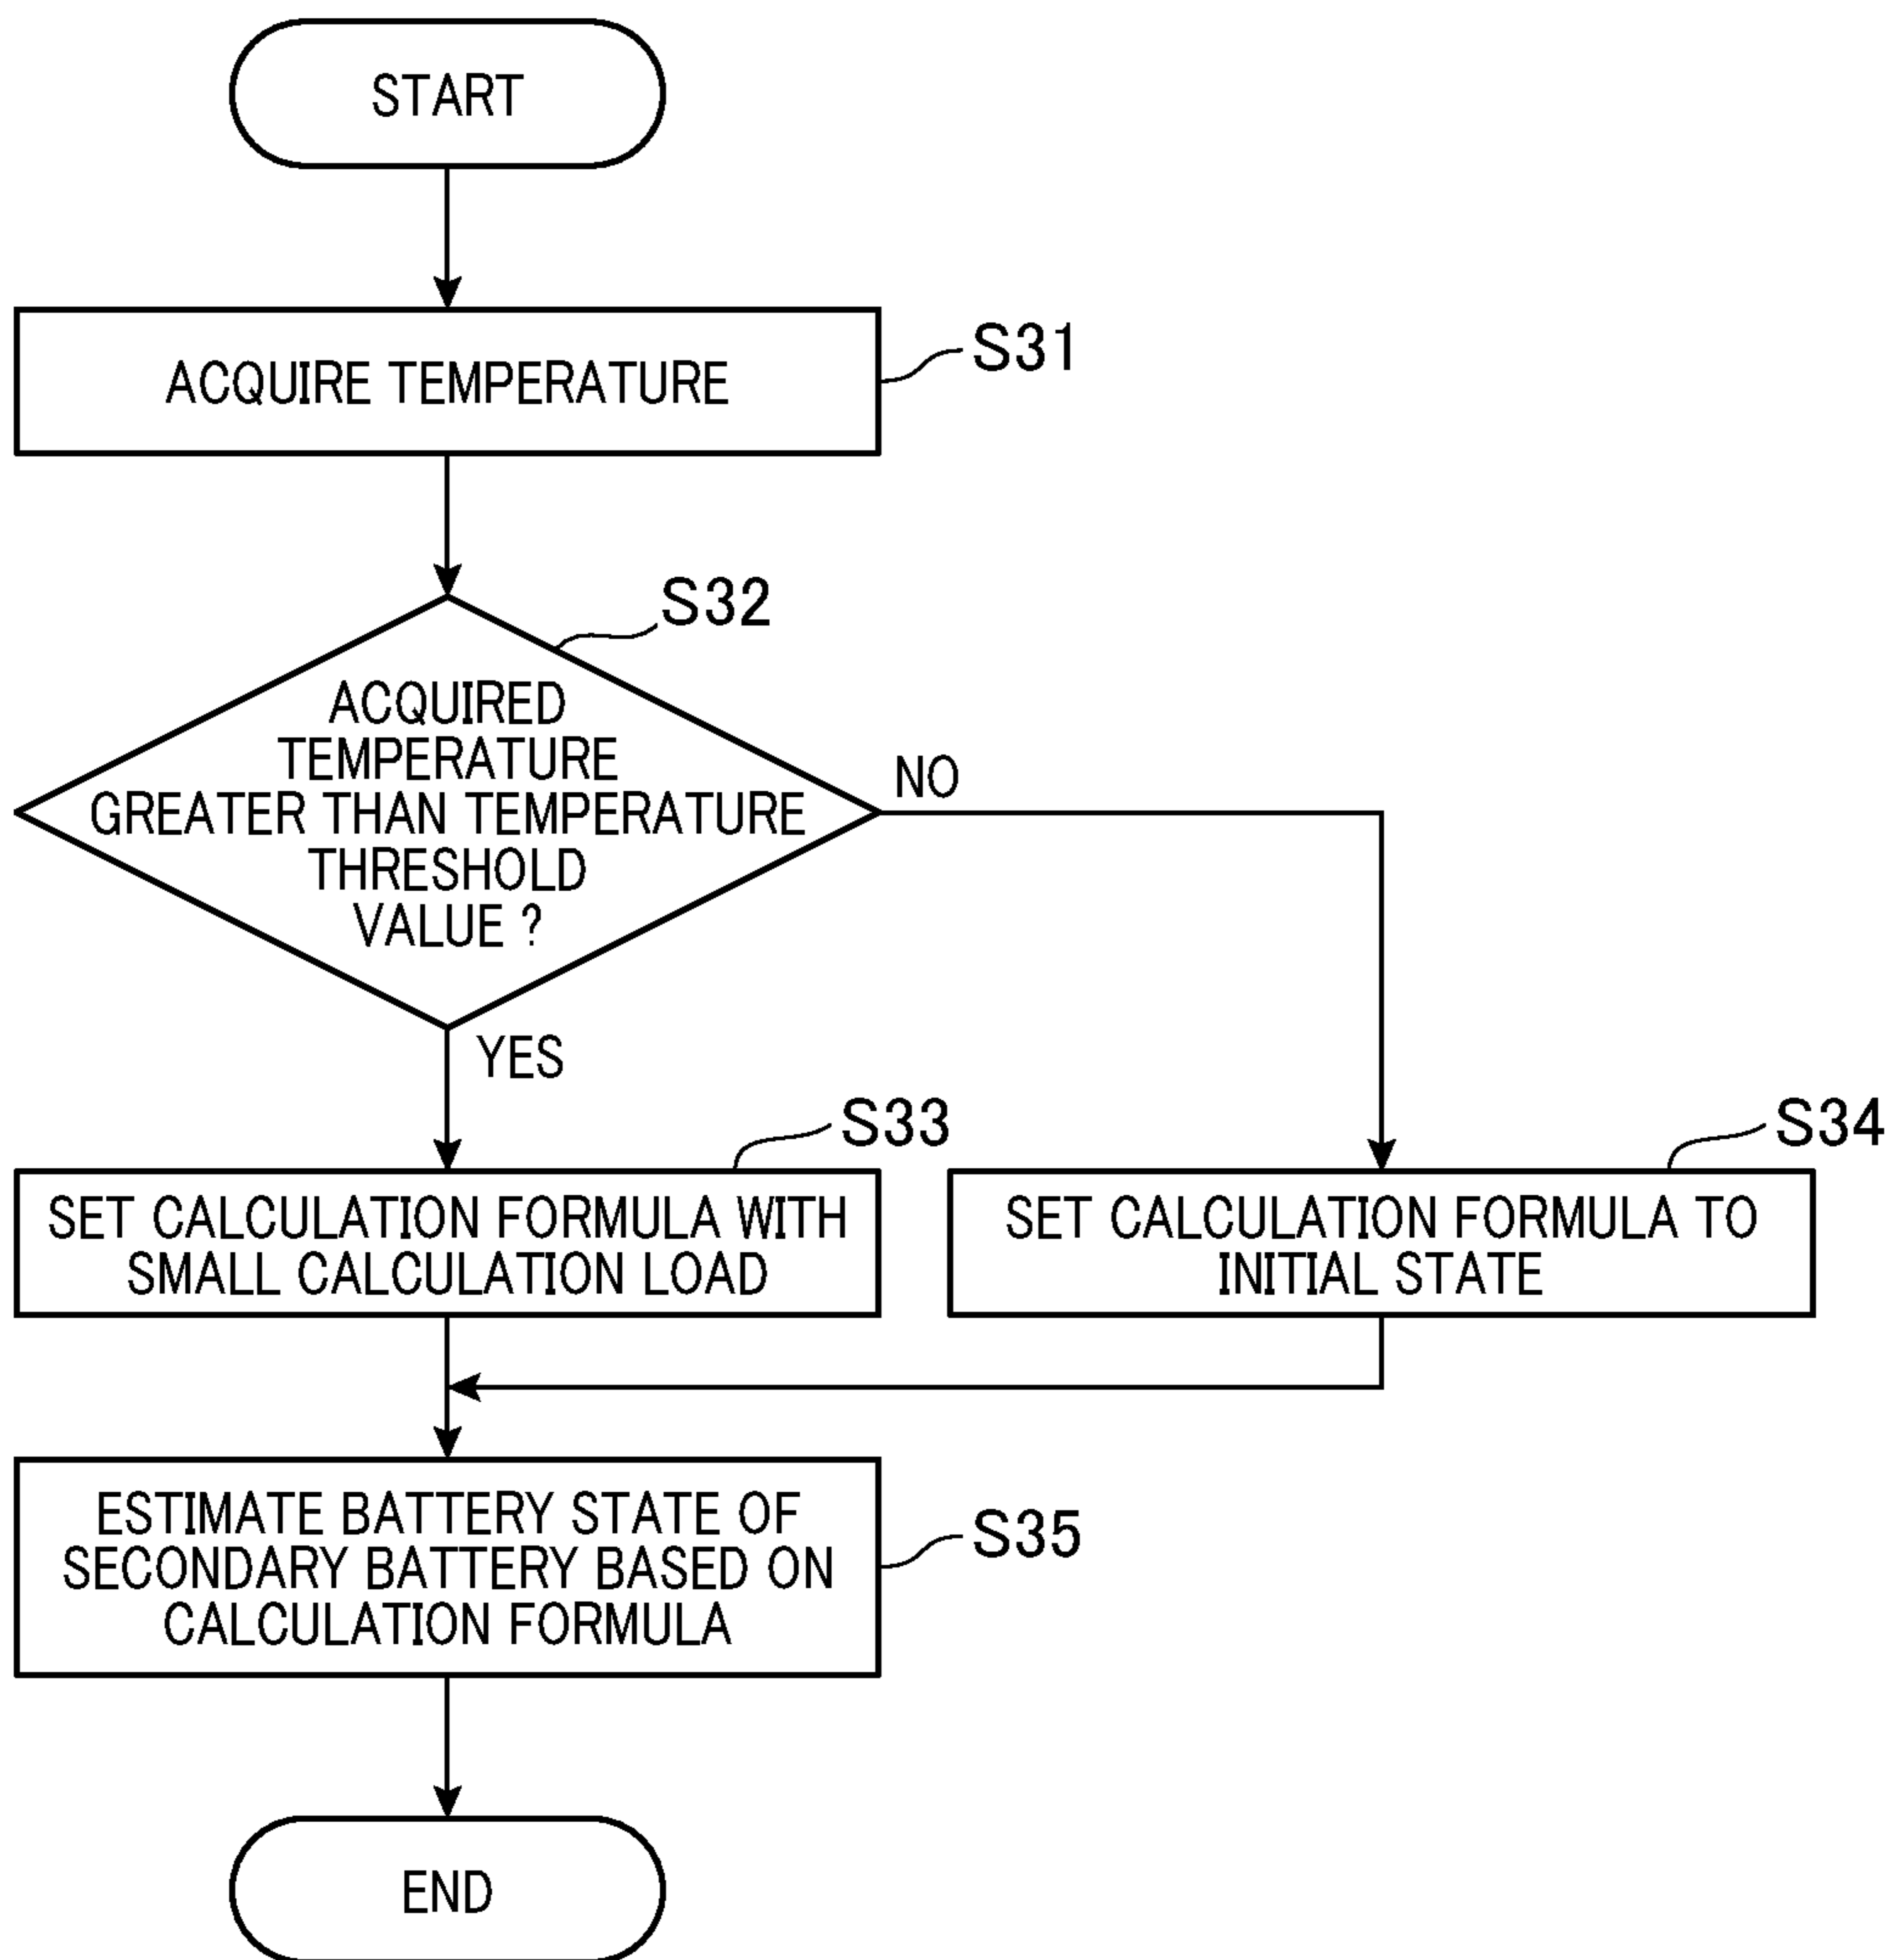 START
ACQUIRE TEMPERATURE
S31
S32
ACQUIRED
TEMPERATURE
GREATER THAN TEMPERATURE
THRESHOLD
VALUE ?
NO
YES
S33
SET CALCULATION FORMULA WITH
SMALL CALCULATION LOAD
S34
SET CALCULATION FORMULA TO
INITIAL STATE
ESTIMATE BATTERY STATE OF
SECONDARY BATTERY BASED ON
CALCULATION FORMULA
S35
END